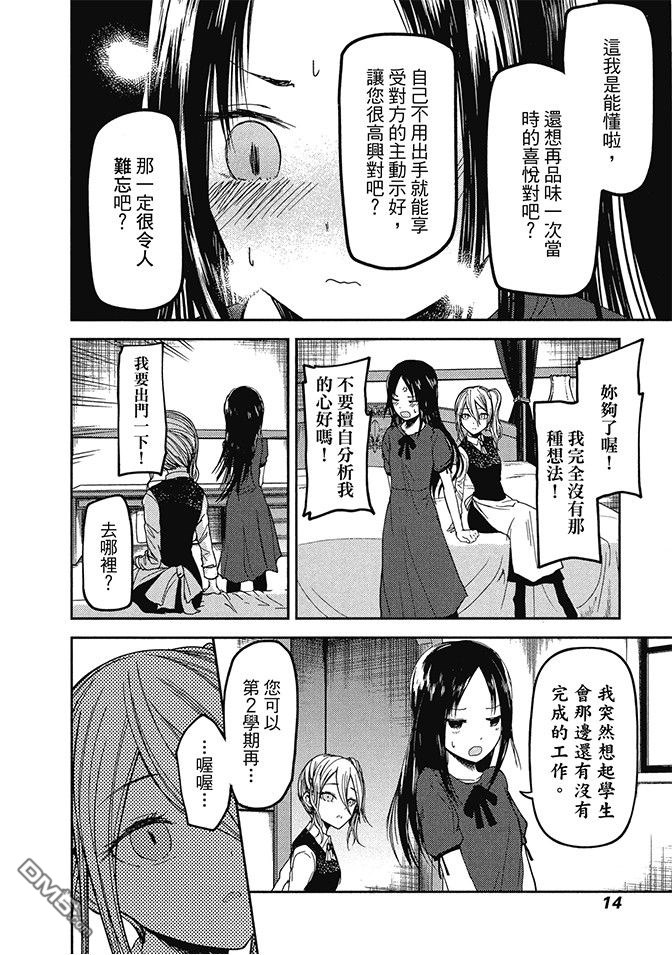 這我是能懂啦，
還想再品味一次當
時的喜悅對吧？
自己不用出手就能享
受對方的主動示好，
讓您很高興對吧？
那一定很令人
難忘吧？
妳夠了喔！
我完全沒有那
種想法！
不要擅自分析我
的心好嗎！
我要出門一下！
去哪裡？
我突然想起學生
會那邊還有沒有
完成的工作。
您可以
第2學期再…
…喔喔…
14
DM5.com